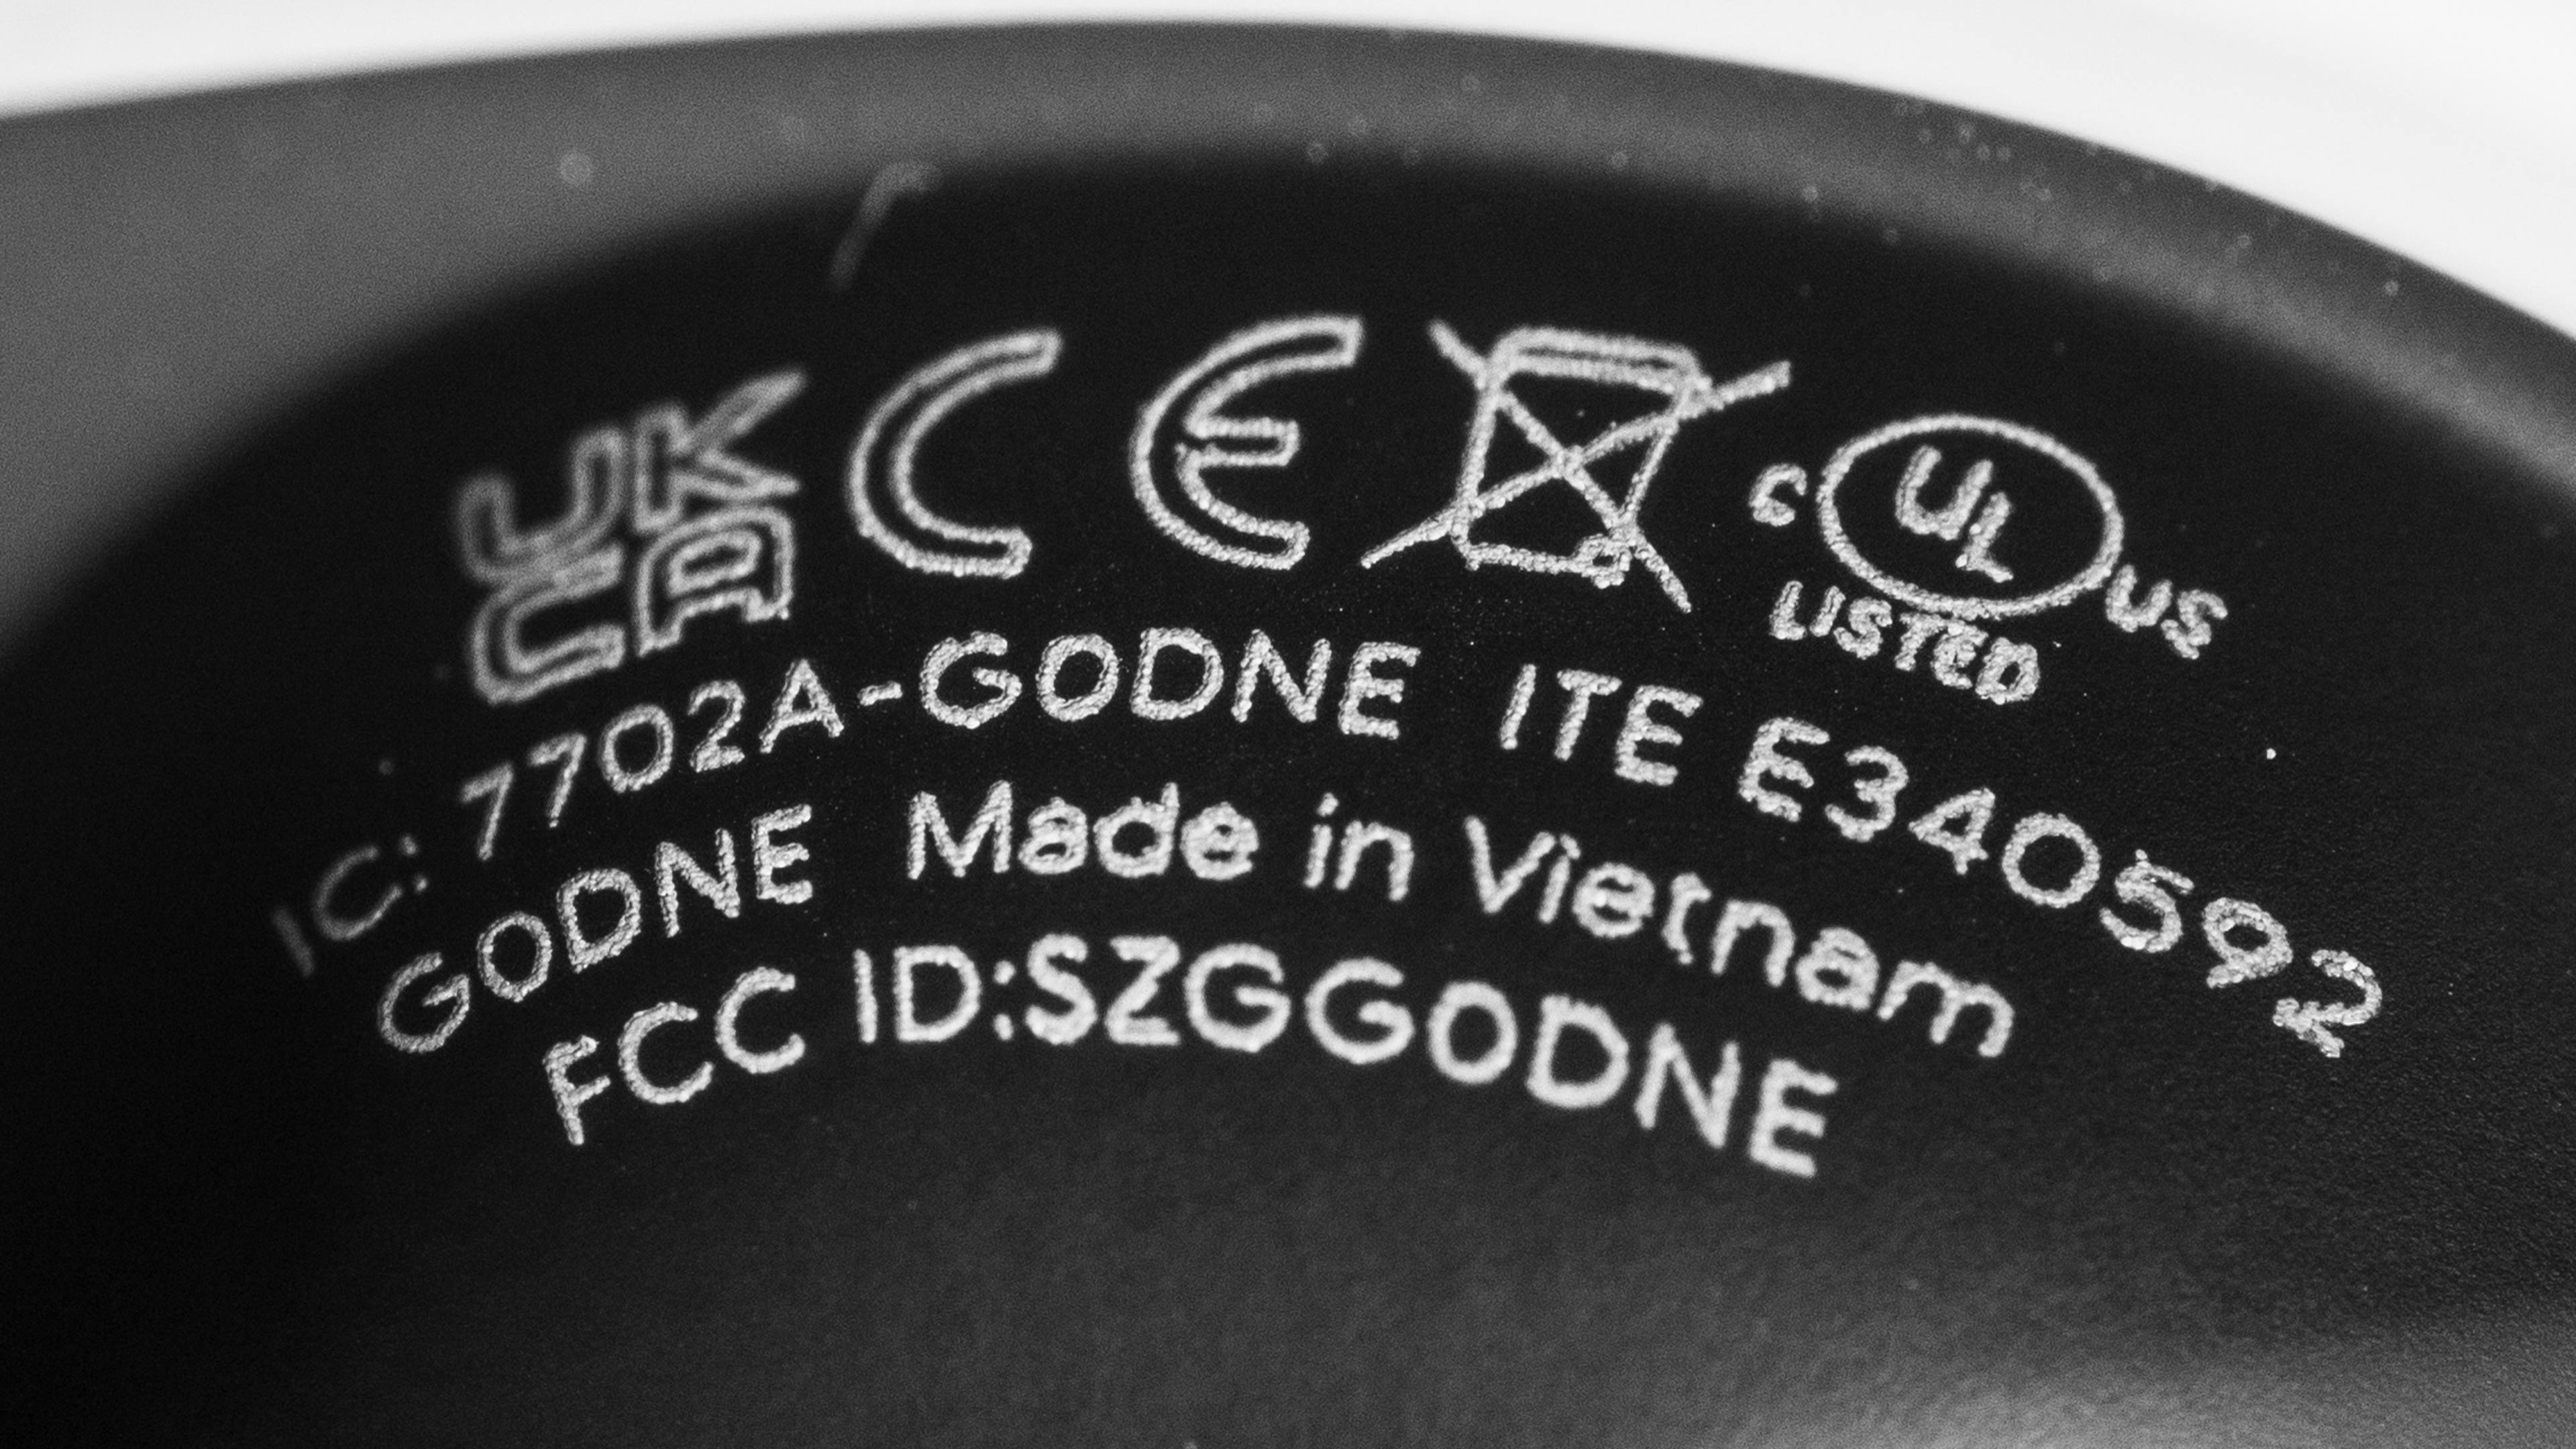 UK CA CE c UL us
LISTED
IC: 7702A-GODNE ITE E340592
GODNE Made in Vietnam
FCC ID:SZGGODNE